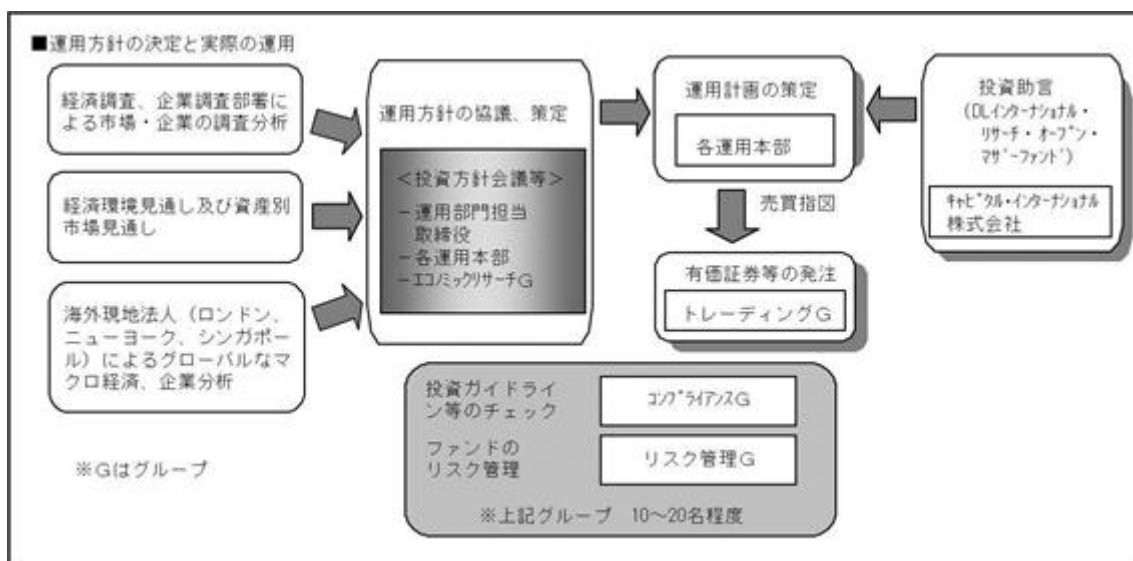 ■運用方針の決定と実際の運用
経済調査、企業調査部署に
よる市場・企業の調査分析
経済環境見通し及び資産別
市場見通し
海外現地法人（ロンドン、
ニューヨーク、シンガポー
ル）によるグローバルなマ
クロ経済、企業分析
※Gはグループ
運用方針の協議、策定
＜投資方針会議等＞
－運用部門担当
取締役
－各運用本部
－ｴｺﾉﾐｯｸﾘｻｰﾁG
運用計画の策定
各運用本部
売買指図
有価証券等の発注
トレーディングG
投資助言
(DLｲﾝﾀｰﾅｼｮﾅﾙ・
ﾘｻｰﾁ・ｵｰﾌﾟﾝ・
ﾏｻﾞｰﾌｧﾝﾄﾞ)
ｷｬﾋﾟﾀﾙ・ｲﾝﾀｰﾅｼｮﾅﾙ
株式会社
投資ガイドライ
ン等のチェック
ｺﾝﾌﾟﾗｲｱﾝｽG
ファンドの
リスク管理
リスク管理G
※上記グループ　10～20名程度